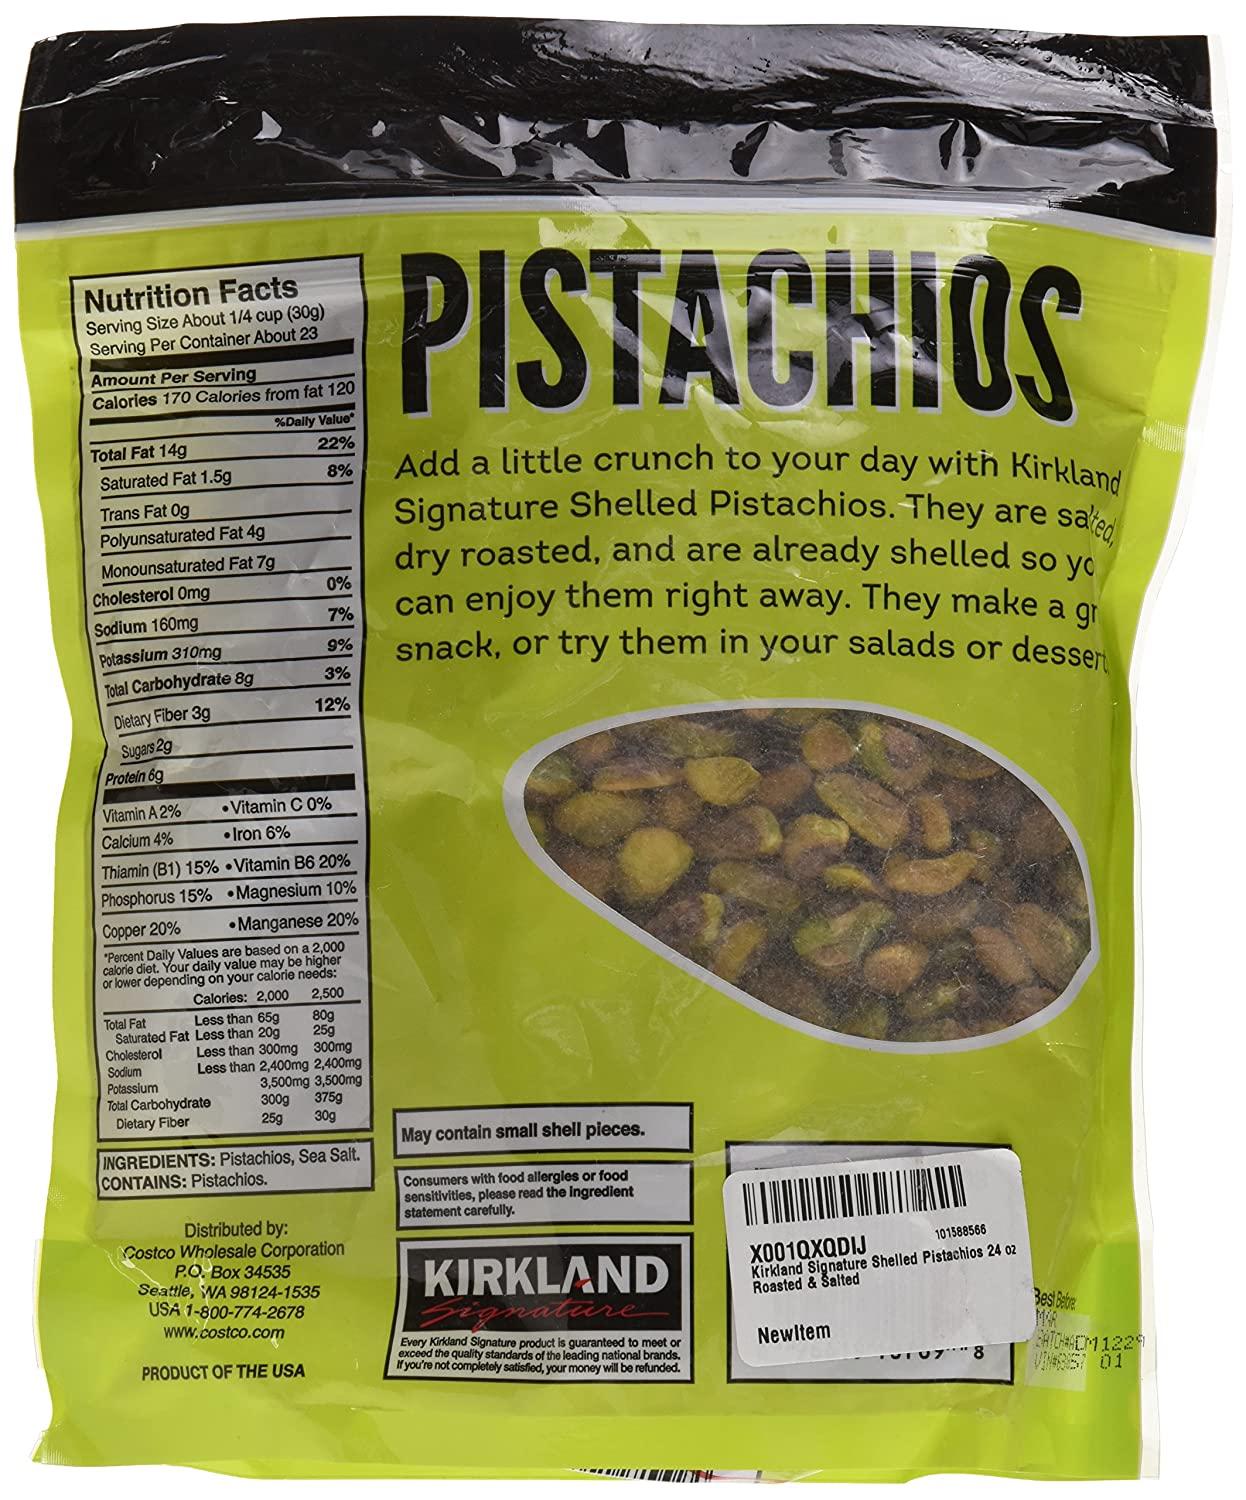 PISTACHIOS
Nutrition Facts
Serving Size About 1/4 cup (30g)
Serving Per Container About 23
Amount Per Serving
Calories 170 Calories from fat 120
%Daily Value*
Total Fat 14g 22%
Saturated Fat 1.5g 8%
Trans Fat 0g
Polyunsaturated Fat 4g
Monounsaturated Fat 7g
Cholesterol 0mg 0%
Sodium 160mg 7%
Potassium 310mg 9%
Total Carbohydrate 8g 3%
Dietary Fiber 3g 12%
Sugars 2g
Protein 6g
Vitamin A 2% •Vitamin C 0%
Calcium 4% •Iron 6%
Thiamin (B1) 15% •Vitamin B6 20%
Phosphorus 15% •Magnesium 10%
Copper 20% •Manganese 20%
*Percent Daily Values are based on a 2,000
calorie diet. Your daily value may be higher
or lower depending on your calorie needs:
Calories: 2,000 2,500
Total Fat Less than 65g 80g
Saturated Fat Less than 20g 25g
Cholesterol Less than 300mg 300mg
Sodium Less than 2,400mg 2,400mg
Potassium 3,500mg 3,500mg
Total Carbohydrate 300g 375g
Dietary Fiber 25g 30g
INGREDIENTS: Pistachios, Sea Salt.
CONTAINS: Pistachios.
Distributed by:
Costco Wholesale Corporation
P.O. Box 34535
Seattle, WA 98124-1535
USA 1-800-774-2678
www.costco.com
PRODUCT OF THE USA
Add a little crunch to your day with Kirkland
Signature Shelled Pistachios. They are salted,
dry roasted, and are already shelled so yo
can enjoy them right away. They make a gr
snack, or try them in your salads or dessert
May contain small shell pieces.
Consumers with food allergies or food
sensitivities, please read the ingredient
statement carefully.
KIRKLAND
Signature
Every Kirkland Signature product is guaranteed to meet or
exceed the quality standards of the leading national brands.
If you're not completely satisfied, your money will be refunded.
101588566
X001QXQDIJ
Kirkland Signature Shelled Pistachios 24 oz
Roasted & Salted
NewItem
8
Best Before:
MAR